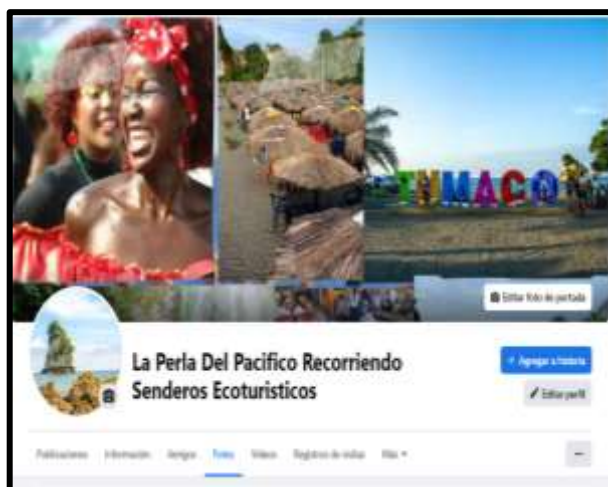 TUMACO
Editar foto de portada
La Perla Del Pacifico Recorriendo
Senderos Ecoturisticos
+ Agregar a historia
Editar perfil
Publicaciones Información Amigos Fotos Videos Registros de visitas Más